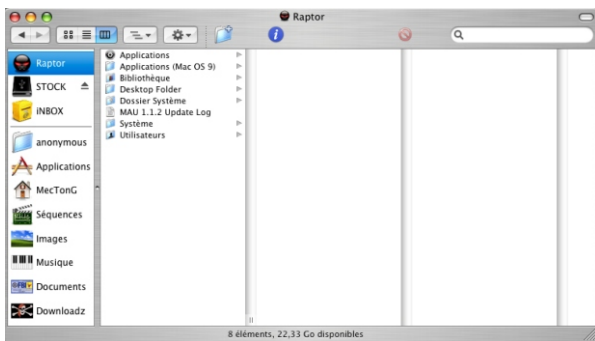 Raptor
Raptor
STOCK
iNBOX
anonymous
Applications
MecTonG
Séquences
Images
Musique
Documents
Downloadz
Applications
Applications (Mac OS 9)
Bibliothèque
Desktop Folder
Dossier Système
MAU 1.1.2 Update Log
Système
Utilisateurs
8 éléments, 22,33 Go disponibles